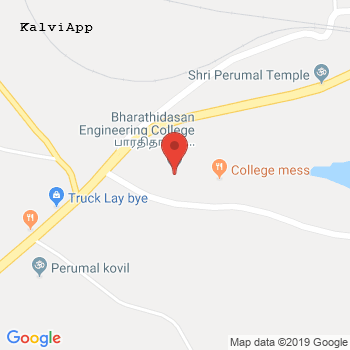 KalviApp
Shri Perumal Temple
Bharathidasan
Engineering College
College mess
Truck Lay bye
Perumal kovil
Google
Map data ©2019 Google